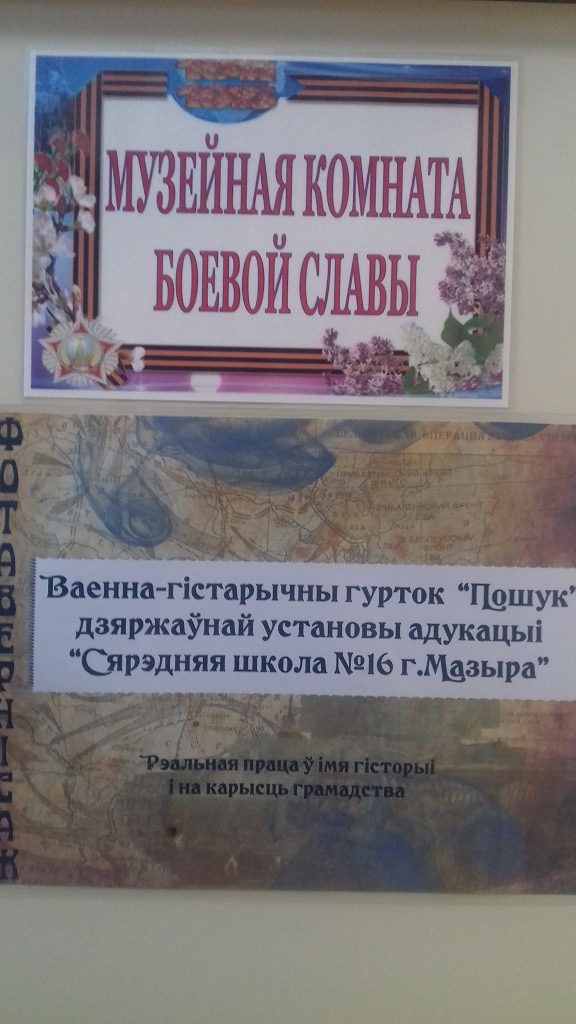 МУЗЕЙНАЯ КОМНАТА
БОЕВОЙ СЛАВЫ
ФОТАВЕРНІСАЖ
Ваенна-гістарычны гурток “Пошук”
дзяржаўнай установы адукацыі
“Сярэдняя школа №16 г.Мазыра”
Рэальная праца ў імя гісторыі
і на карысць грамадства